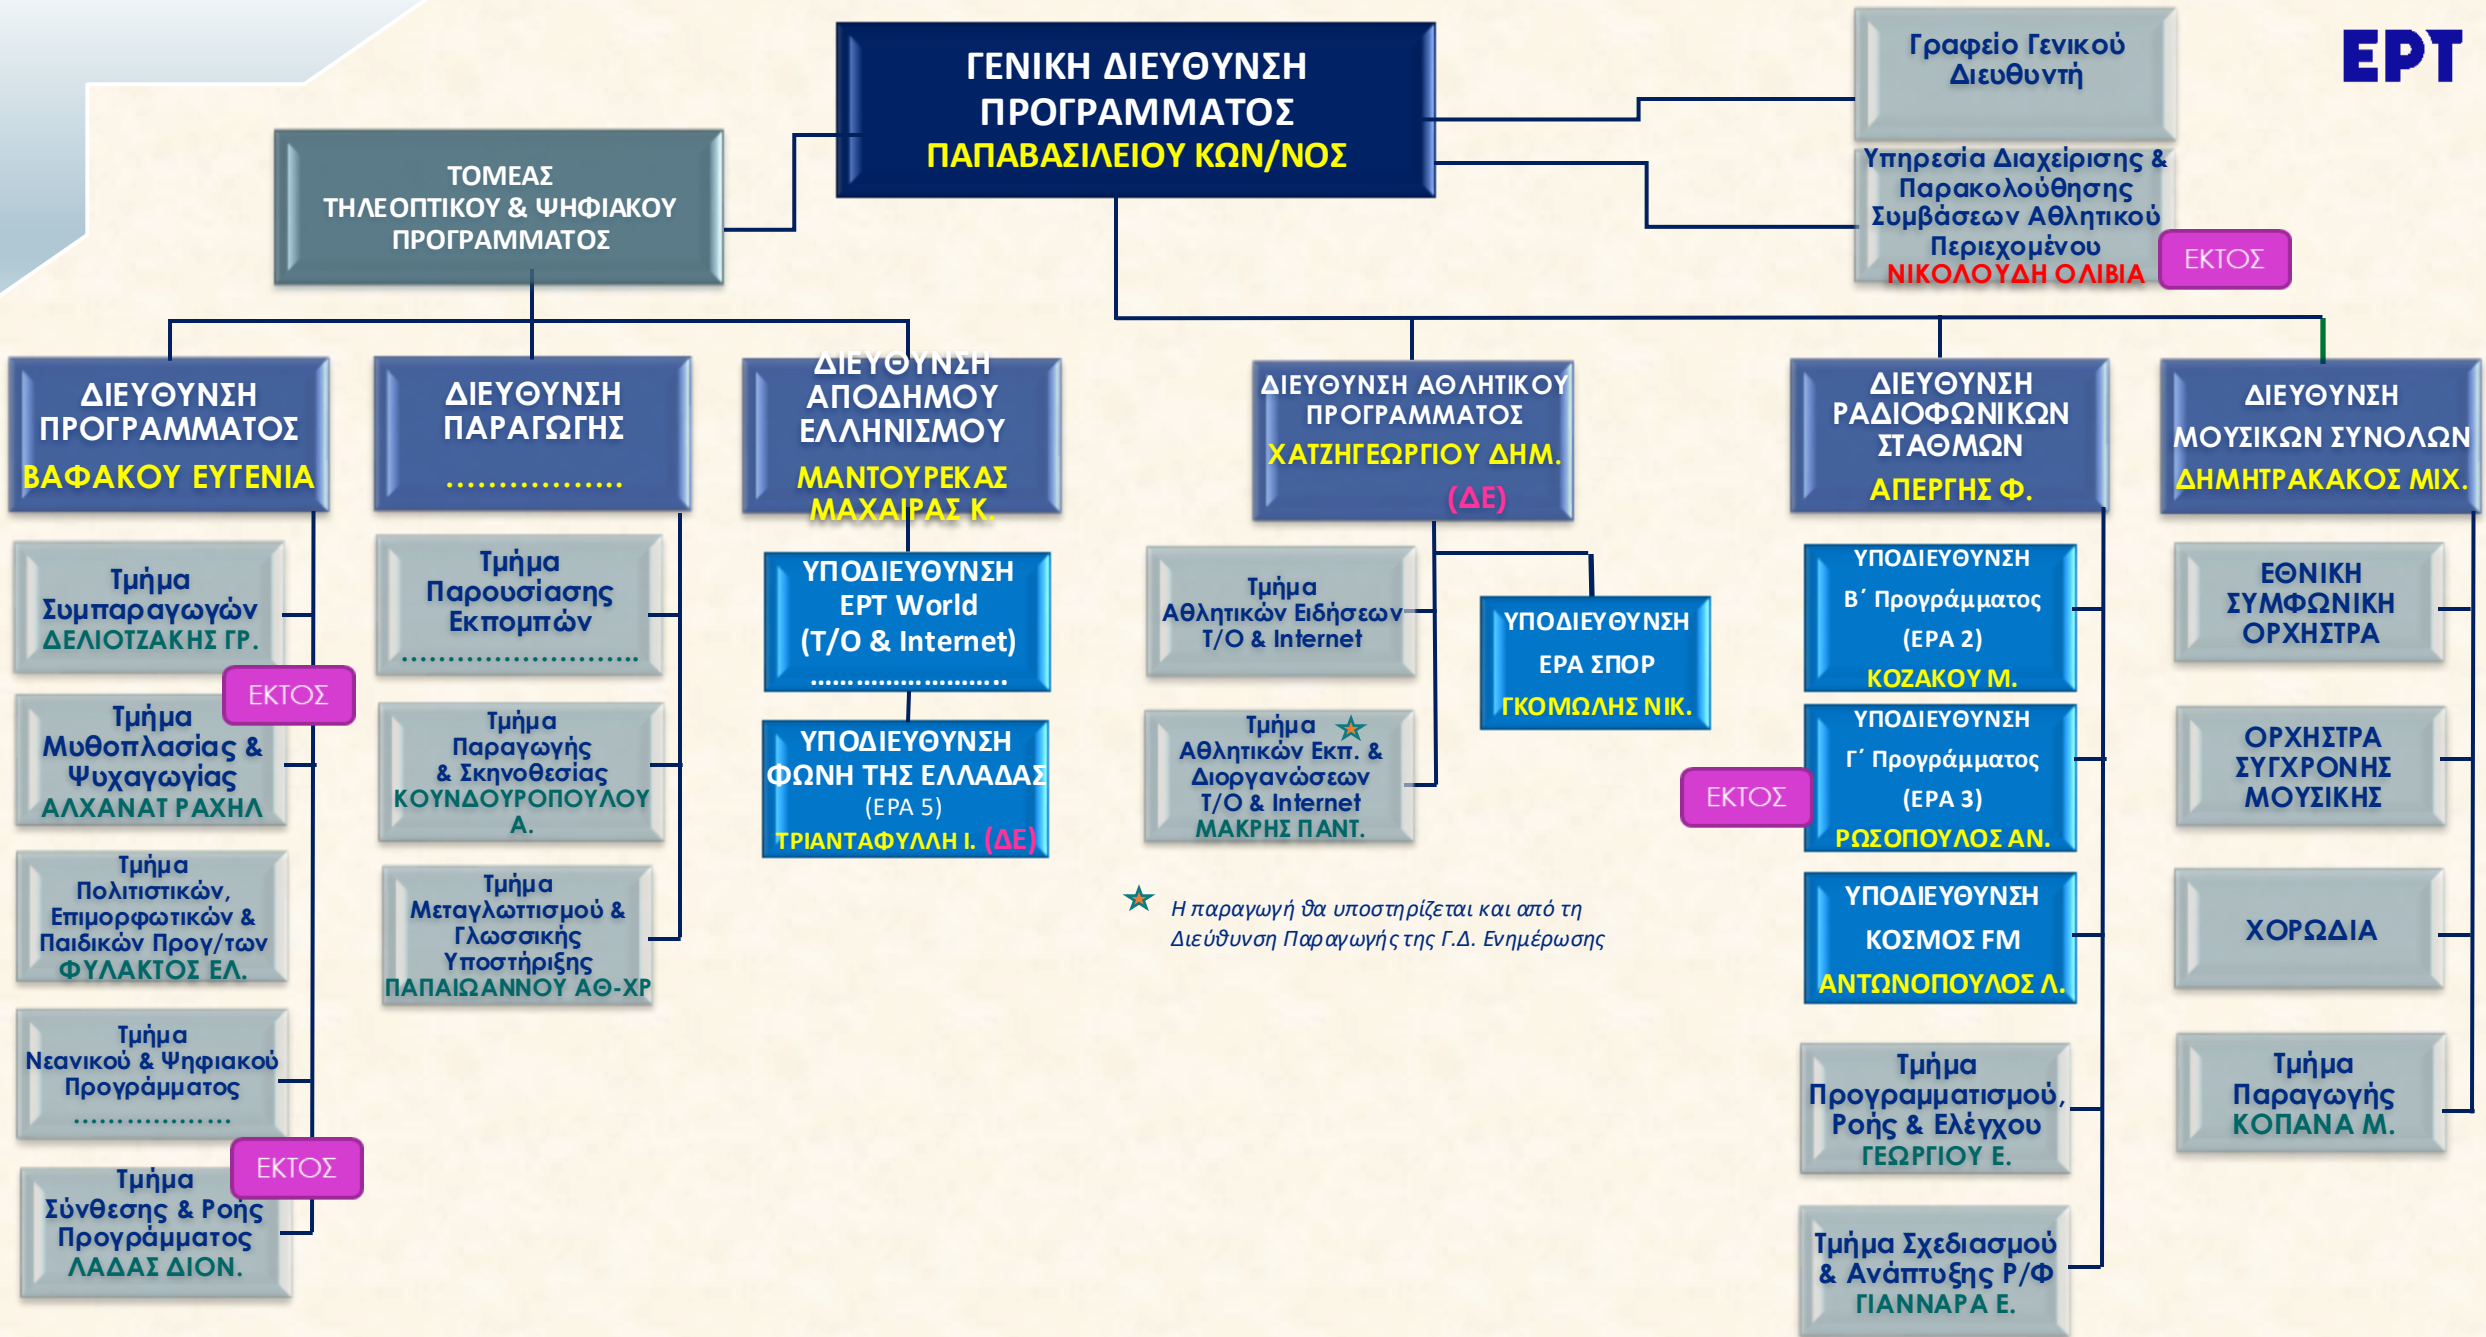 ΓΕΝΙΚΗ ΔΙΕΥΘΥΝΣΗ
ΠΡΟΓΡΑΜΜΑΤΟΣ
ΠΑΠΑΒΑΣΙΛΕΙΟΥ ΚΩΝ/ΝΟΣ
Γραφείο Γενικού
Διευθυντή
ΕΡΤ
Υπηρεσία Διαχείρισης &
Παρακολούθησης
Συμβάσεων Αθλητικού
Περιεχομένου
ΝΙΚΟΛΟΥΔΗ ΟΛΙΒΙΑ
ΕΚΤΟΣ
ΤΟΜΕΑΣ
ΤΗΛΕΟΠΤΙΚΟΥ & ΨΗΦΙΑΚΟΥ
ΠΡΟΓΡΑΜΜΑΤΟΣ
ΔΙΕΥΘΥΝΣΗ
ΠΡΟΓΡΑΜΜΑΤΟΣ
ΒΑΦΑΚΟΥ ΕΥΓΕΝΙΑ
Τμήμα
Συμπαραγωγών
ΔΕΛΙΟΤΖΑΚΗΣ ΓΡ.
ΕΚΤΟΣ
Τμήμα
Μυθοπλασίας &
Ψυχαγωγίας
ΑΛΧΑΝΑΤ ΡΑΧΗΛ
Τμήμα
Πολιτιστικών,
Επιμορφωτικών &
Παιδικών Προγ/των
ΦΥΛΑΚΤΟΣ ΕΛ.
Τμήμα
Νεανικού & Ψηφιακού
Προγράμματος
..................
ΕΚΤΟΣ
Τμήμα
Σύνθεσης & Ροής
Προγράμματος
ΛΑΔΑΣ ΔΙΟΝ.
ΔΙΕΥΘΥΝΣΗ
ΠΑΡΑΓΩΓΗΣ
.................
Τμήμα
Παρουσίασης
Εκπομπών
..........................
Τμήμα
Παραγωγής
& Σκηνοθεσίας
ΚΟΥΝΔΟΥΡΟΠΟΥΛΟΥ
Α.
Τμήμα
Μεταγλωττισμού &
Γλωσσικής
Υποστήριξης
ΠΑΠΑΙΩΑΝΝΟΥ ΑΘ-ΧΡ
ΔΙΕΥΘΥΝΣΗ
ΑΠΟΔΗΜΟΥ
ΕΛΛΗΝΙΣΜΟΥ
ΜΑΝΤΟΥΡΕΚΑΣ
ΜΑΧΑΙΡΑΣ Κ.
ΥΠΟΔΙΕΥΘΥΝΣΗ
ΕΡΤ World
(Τ/Ο & Internet)
........................
ΥΠΟΔΙΕΥΘΥΝΣΗ
ΦΩΝΗ ΤΗΣ ΕΛΛΑΔΑΣ
(ΕΡΑ 5)
ΤΡΙΑΝΤΑΦΥΛΛΗ Ι. (ΔΕ)
ΔΙΕΥΘΥΝΣΗ ΑΘΛΗΤΙΚΟΥ
ΠΡΟΓΡΑΜΜΑΤΟΣ
ΧΑΤΖΗΓΕΩΡΓΙΟΥ ΔΗΜ.
(ΔΕ)
Τμήμα
Αθλητικών Ειδήσεων
Τ/Ο & Internet
Τμήμα
Αθλητικών Εκπ. &
Διοργανώσεων
Τ/Ο & Internet
ΜΑΚΡΗΣ ΠΑΝΤ.
ΥΠΟΔΙΕΥΘΥΝΣΗ
ΕΡΑ ΣΠΟΡ
ΓΚΟΜΩΛΗΣ ΝΙΚ.
Η παραγωγή θα υποστηρίζεται και από τη
Διεύθυνση Παραγωγής της Γ.Δ. Ενημέρωσης
ΔΙΕΥΘΥΝΣΗ
ΡΑΔΙΟΦΩΝΙΚΩΝ
ΣΤΑΘΜΩΝ
ΑΠΕΡΓΗΣ Φ.
ΥΠΟΔΙΕΥΘΥΝΣΗ
Β΄ Προγράμματος
(ΕΡΑ 2)
ΚΟΖΑΚΟΥ Μ.
ΥΠΟΔΙΕΥΘΥΝΣΗ
Γ΄ Προγράμματος
(ΕΡΑ 3)
ΡΩΣΟΠΟΥΛΟΣ ΑΝ.
ΕΚΤΟΣ
ΥΠΟΔΙΕΥΘΥΝΣΗ
ΚΟΣΜΟΣ FM
ΑΝΤΩΝΟΠΟΥΛΟΣ Λ.
Τμήμα
Προγραμματισμού,
Ροής & Ελέγχου
ΓΕΩΡΓΙΟΥ Ε.
Τμήμα Σχεδιασμού
& Ανάπτυξης Ρ/Φ
ΓΙΑΝΝΑΡΑ Ε.
ΔΙΕΥΘΥΝΣΗ
ΜΟΥΣΙΚΩΝ ΣΥΝΟΛΩΝ
ΔΗΜΗΤΡΑΚΑΚΟΣ ΜΙΧ.
ΕΘΝΙΚΗ
ΣΥΜΦΩΝΙΚΗ
ΟΡΧΗΣΤΡΑ
ΟΡΧΗΣΤΡΑ
ΣΥΓΧΡΟΝΗΣ
ΜΟΥΣΙΚΗΣ
ΧΟΡΩΔΙΑ
Τμήμα
Παραγωγής
ΚΟΠΑΝΑ Μ.